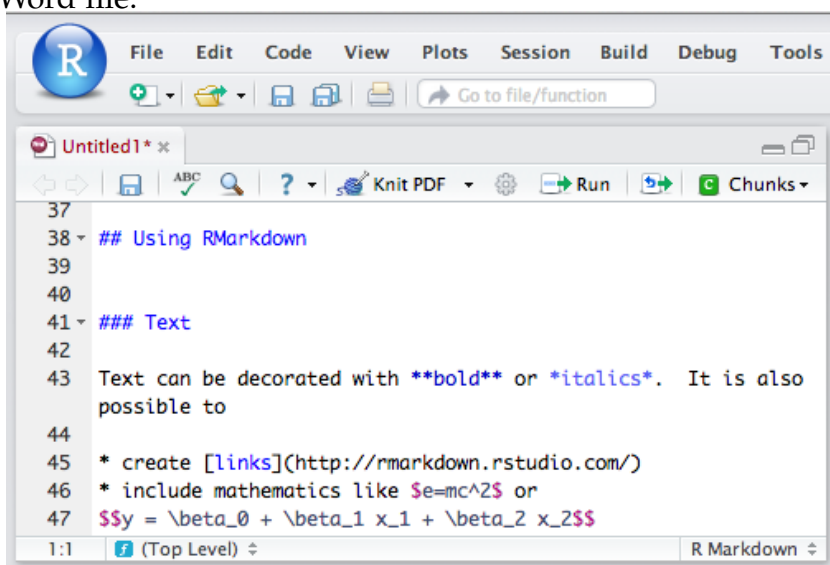 Word file.
R
File Edit Code View Plots Session Build Debug Tools
Go to file/function
Untitled1*
ABC ? Knit PDF Run C Chunks
37
38 ## Using RMarkdown
39
40
41 ### Text
42
43 Text can be decorated with **bold** or *italics*. It is also
possible to
44
45 * create [links](http://rmarkdown.rstudio.com/)
46 * include mathematics like $e=mc^2$ or
47 $$y = \beta_0 + \beta_1 x_1 + \beta_2 x_2$$
1:1 f (Top Level) R Markdown